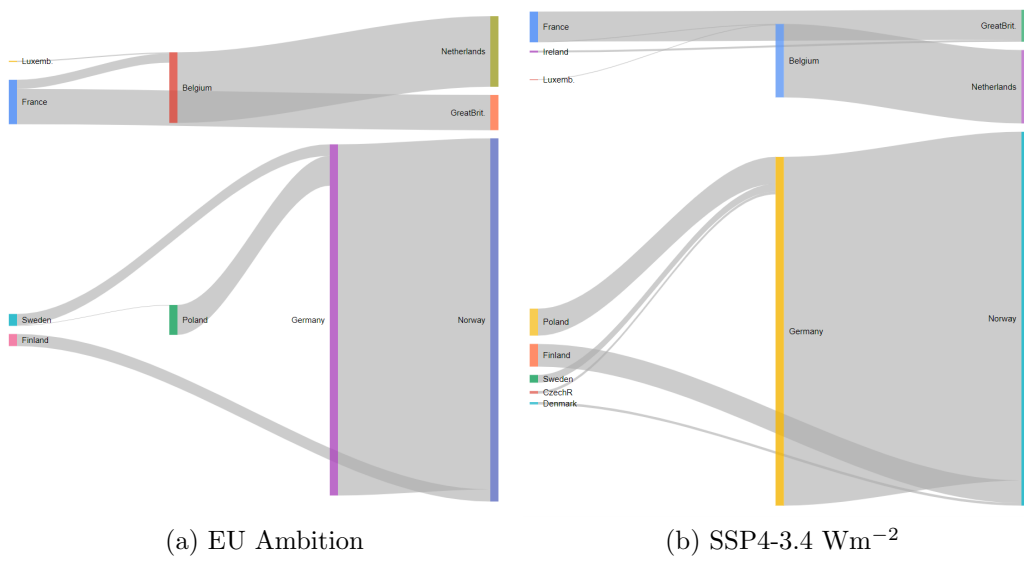 Luxemb.
France
Belgium
Netherlands
GreatBrit.
Sweden
Finland
Poland
Germany
Norway
(a) EU Ambition
France
Ireland
Luxemb.
Belgium
GreatBrit.
Netherlands
Poland
Finland
Sweden
CzechR
Denmark
Germany
Norway
(b) SSP4-3.4 Wm⁻²